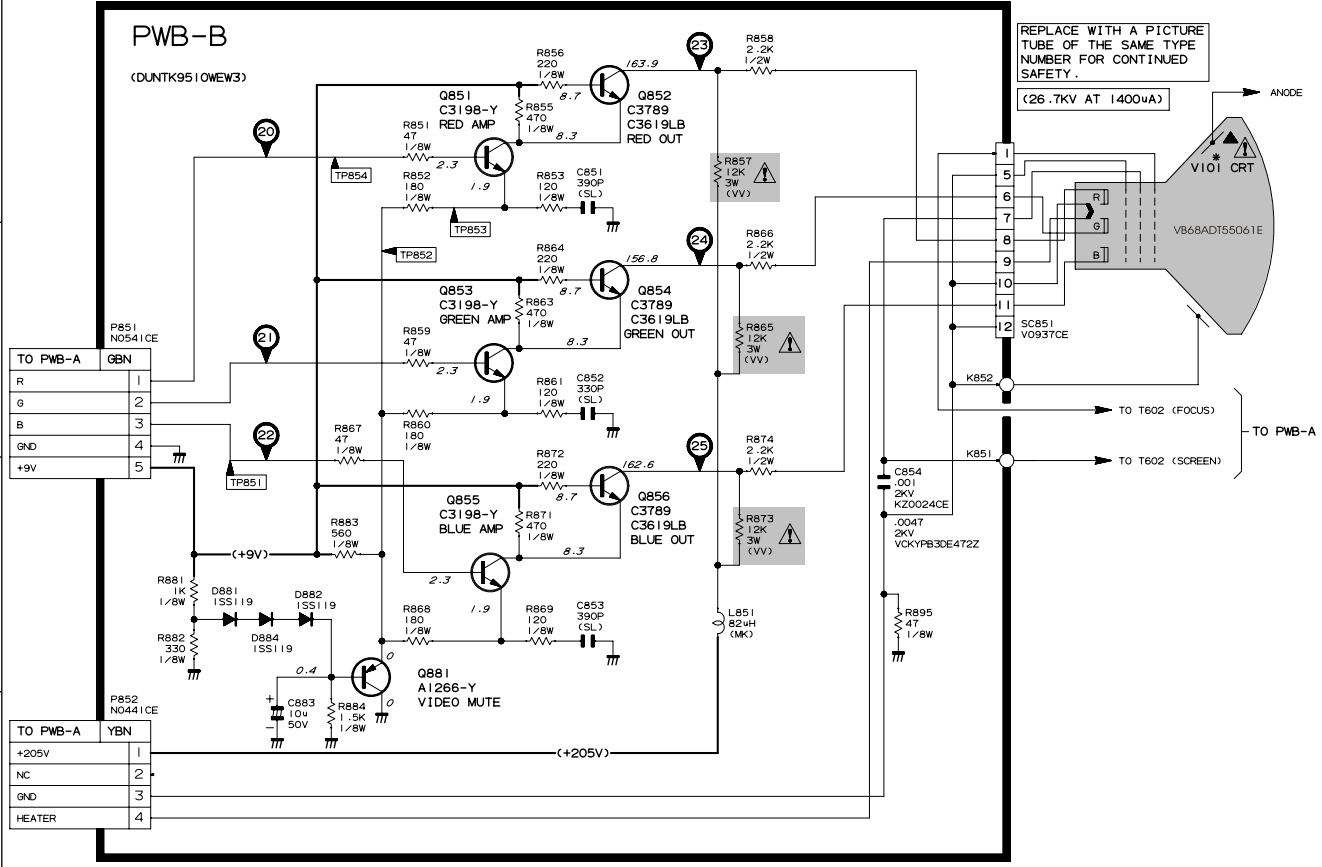 PWB-B
(DUNTK9510WEW3)
REPLACE WITH A PICTURE
TUBE OF THE SAME TYPE
NUMBER FOR CONTINUED
SAFETY.
(26.7KV AT 1400uA)
ANODE
V101 CRT
*
VB68ADT55061E
R
G
B
23
R858
2.2K
1/2W
R856
220
1/8W
163.9
8.7
Q852
C3789
C3619LB
RED OUT
Q851
C3198-Y
RED AMP
R855
470
1/8W
8.3
20
R851
47
1/8W
2.3
TP854
R852
180
1/8W
1.9
R853
120
1/8W
C851
390P
(SL)
TP853
TP852
R857
12K
3W
(VV)
24
R866
2.2K
1/2W
R864
220
1/8W
156.8
8.7
Q854
C3789
C3619LB
GREEN OUT
Q853
C3198-Y
GREEN AMP
R863
470
1/8W
8.3
21
R859
47
1/8W
2.3
1.9
R861
120
1/8W
C852
330P
(SL)
R860
180
1/8W
R865
12K
3W
(VV)
1
5
6
7
8
9
10
11
12
SC851
V0937CE
K852
TO T602 (FOCUS)
TO PWB-A
K851
TO T602 (SCREEN)
P851
N0541CE
TO PWB-A GBN
R 1
G 2
B 3
GND 4
+9V 5
22
TP851
R867
47
1/8W
25
R874
2.2K
1/2W
R872
220
1/8W
162.6
8.7
Q856
C3789
C3619LB
BLUE OUT
Q855
C3198-Y
BLUE AMP
R871
470
1/8W
8.3
R873
12K
3W
(VV)
C854
.001
2KV
KZ0024CE
.0047
2KV
VCKYPB3DE472Z
R883
560
1/8W
(+9V)
2.3
1.9
R881
1K
1/8W
D881
1SS119
D882
1SS119
D884
1SS119
R882
330
1/8W
R868
180
1/8W
R869
120
1/8W
C853
390P
(SL)
L851
82uH
(MK)
R895
47
1/8W
0.4
0
0
Q881
A1266-Y
VIDEO MUTE
+
-
C883
10u
50V
R884
1.5K
1/8W
P852
N0441CE
TO PWB-A YBN
+205V 1
NC 2
GND 3
HEATER 4
(+205V)